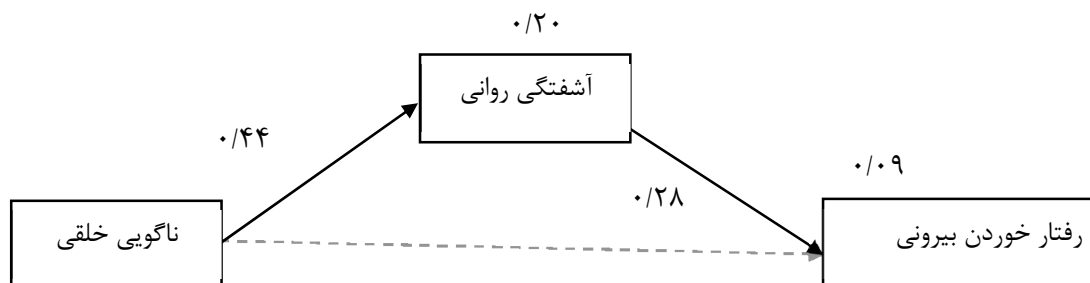 ۰/۲۰
آشفتگی روانی
۰/۴۴
۰/۰۹
۰/۲۸
ناگویی خلقی
رفتار خوردن بیرونی